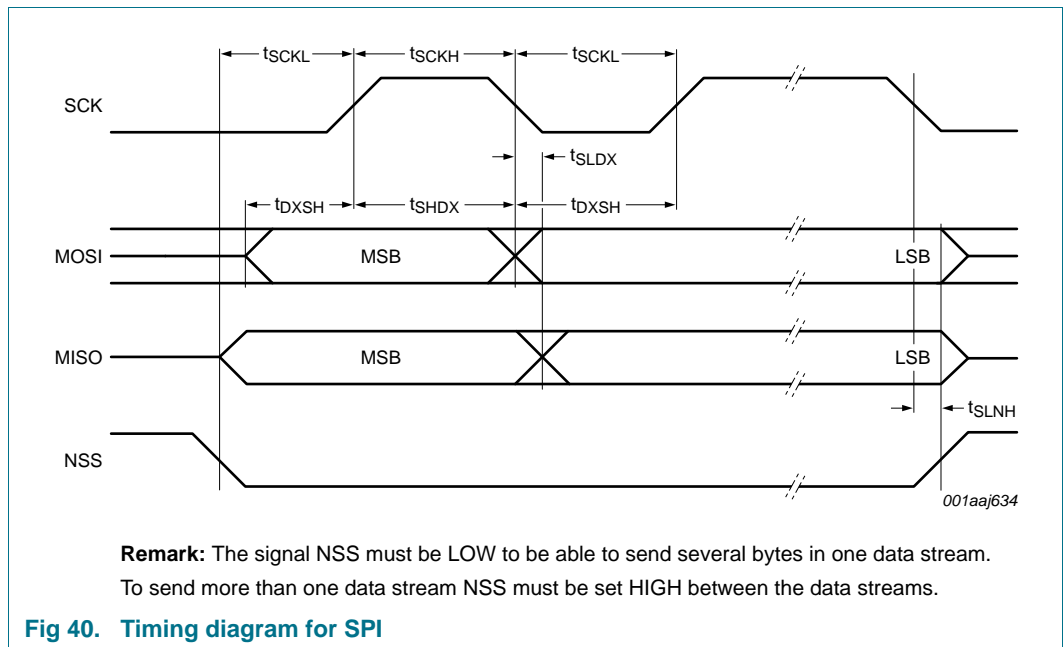 tSCKL tSCKH tSCKL
SCK
tSLDX
tDXSH tSHDX tDXSH
MOSI MSB LSB
MISO MSB LSB
tSLNH
NSS
001aaj634
Remark: The signal NSS must be LOW to be able to send several bytes in one data stream.
To send more than one data stream NSS must be set HIGH between the data streams.
Fig 40. Timing diagram for SPI